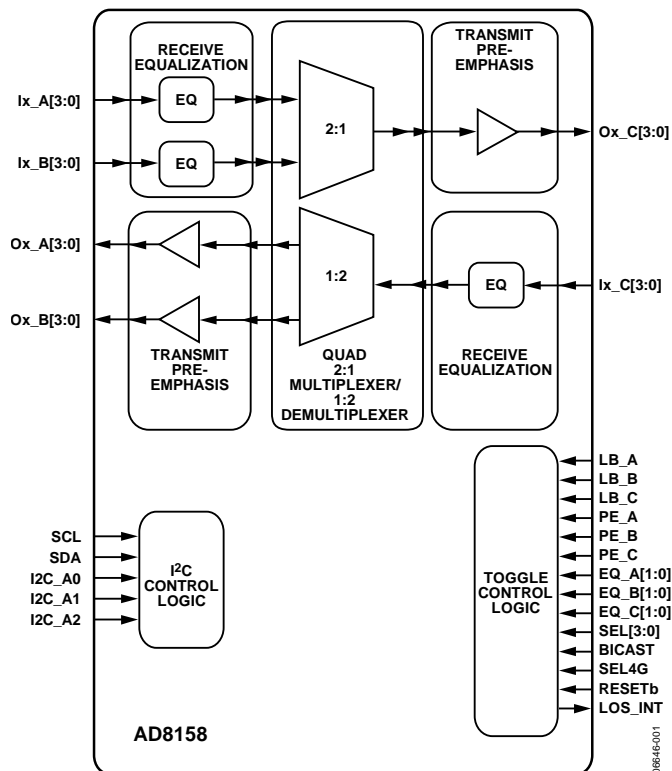 RECEIVE
EQUALIZATION
TRANSMIT
PRE-
EMPHASIS
Ix_A[3:0]
EQ
Ix_B[3:0]
EQ
2:1
Ox_C[3:0]
Ox_A[3:0]
Ox_B[3:0]
TRANSMIT
PRE-
EMPHASIS
1:2
QUAD
2:1
MULTIPLEXER/
1:2
DEMULTIPLEXER
EQ
Ix_C[3:0]
RECEIVE
EQUALIZATION
SCL
SDA
I2C_A0
I2C_A1
I2C_A2
I²C
CONTROL
LOGIC
TOGGLE
CONTROL
LOGIC
LB_A
LB_B
LB_C
PE_A
PE_B
PE_C
EQ_A[1:0]
EQ_B[1:0]
EQ_C[1:0]
SEL[3:0]
BICAST
SEL4G
RESETb
LOS_INT
AD8158
06646-001